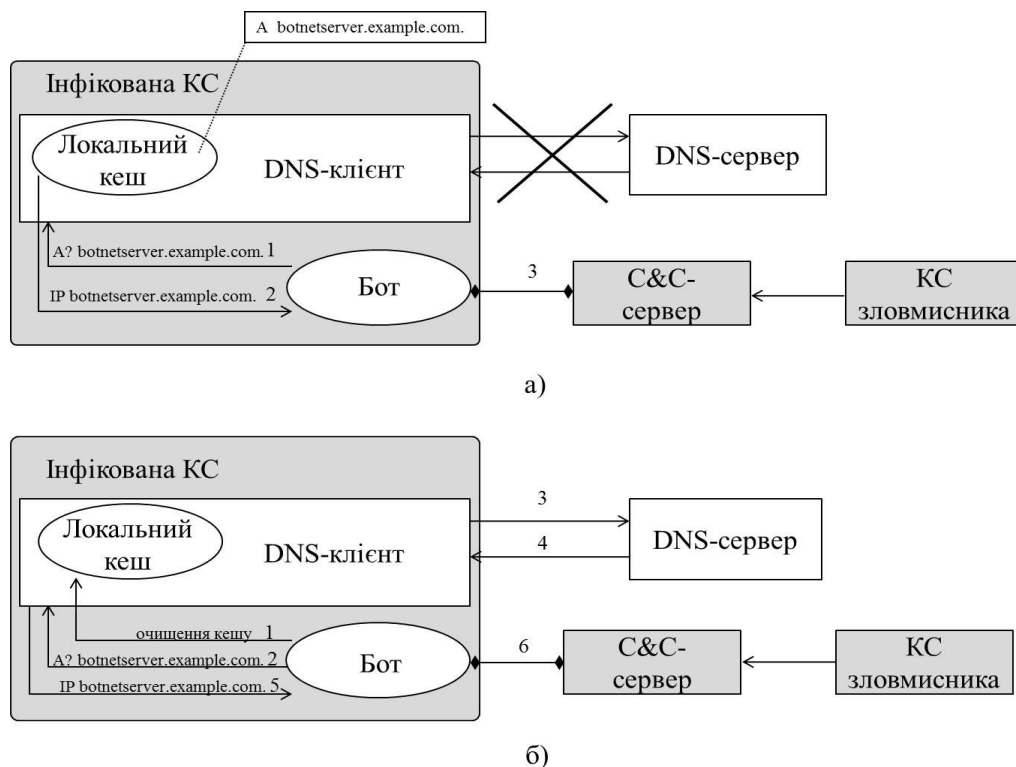 A botnetserver.example.com.
Інфікована КС
Локальний
кеш
DNS-клієнт
DNS-сервер
A? botnetserver.example.com. 1
IP botnetserver.example.com. 2
Бот
3
C&C-
сервер
КС
зловмисника
а)
Інфікована КС
Локальний
кеш
DNS-клієнт
3
4
DNS-сервер
очищення кешу 1
A? botnetserver.example.com. 2
IP botnetserver.example.com. 5
Бот
6
C&C-
сервер
КС
зловмисника
б)